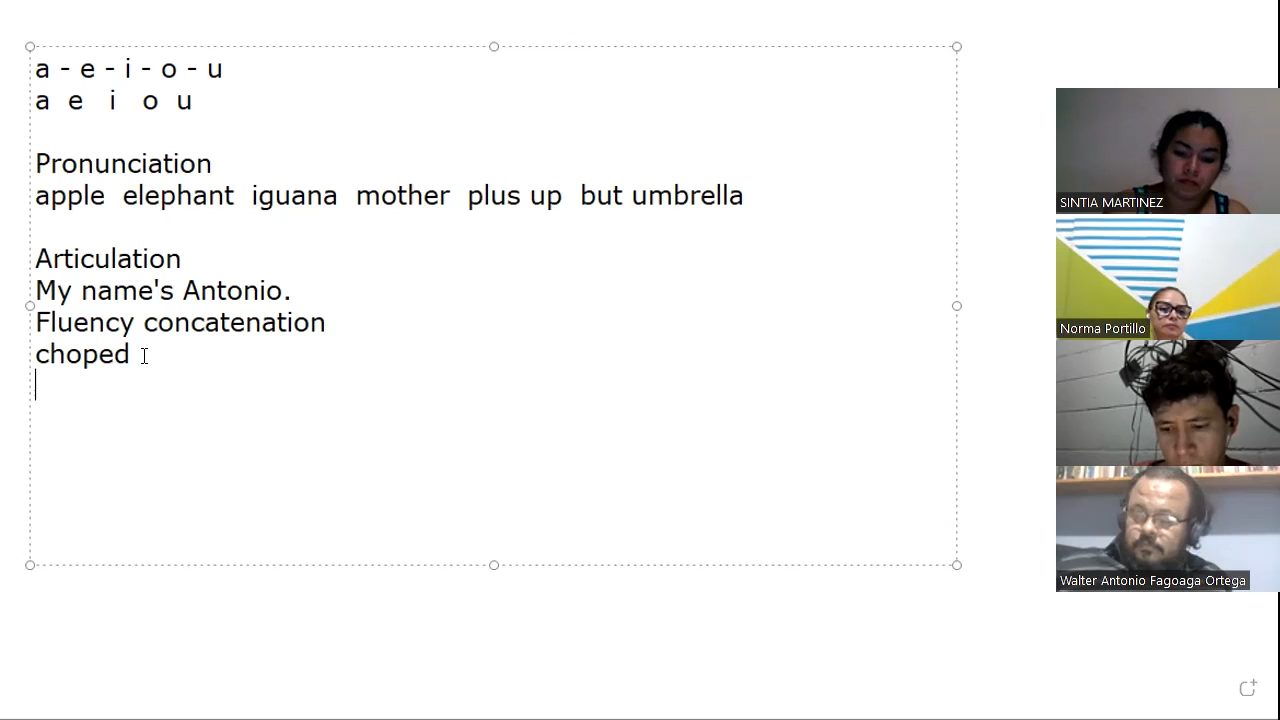 a - e - i - o - u
a e i o u
Pronunciation
apple elephant iguana mother plus up but umbrella
Articulation
My name's Antonio.
Fluency concatenation
choped
SINTIA MARTINEZ
Norma Portillo
Walter Antonio Fagoaga Ortega